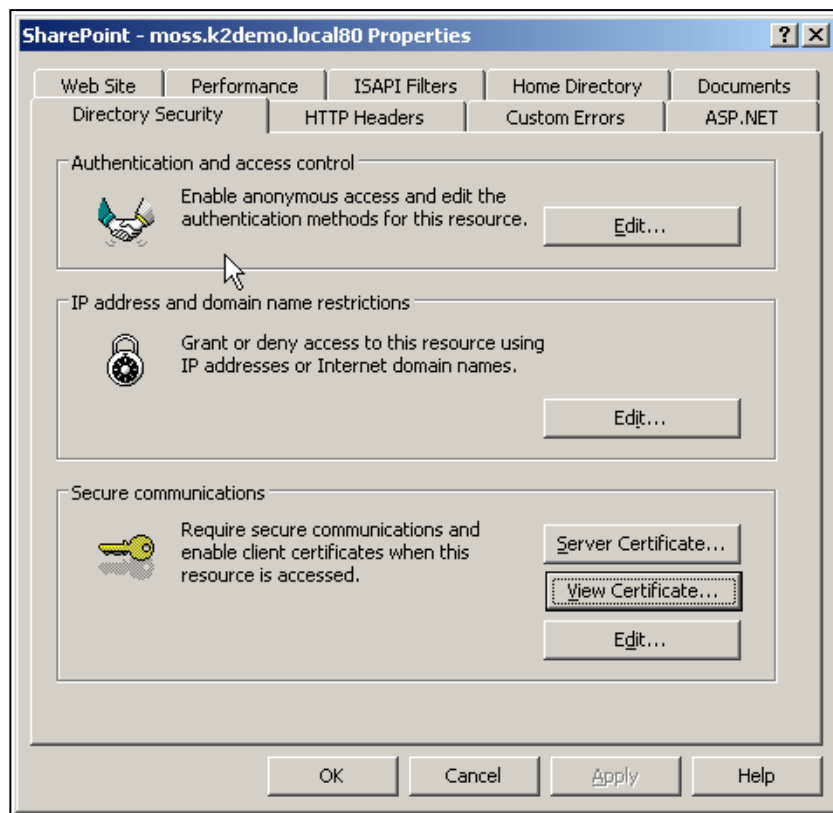 SharePoint - moss.k2demo.local80 Properties
Web Site
Performance
ISAPI Filters
Home Directory
Documents
Directory Security
HTTP Headers
Custom Errors
ASP.NET
Authentication and access control
Enable anonymous access and edit the
authentication methods for this resource.
Edit...
IP address and domain name restrictions
Grant or deny access to this resource using
IP addresses or Internet domain names.
Edit...
Secure communications
Require secure communications and
enable client certificates when this
resource is accessed.
Server Certificate...
View Certificate...
Edit...
OK
Cancel
Apply
Help